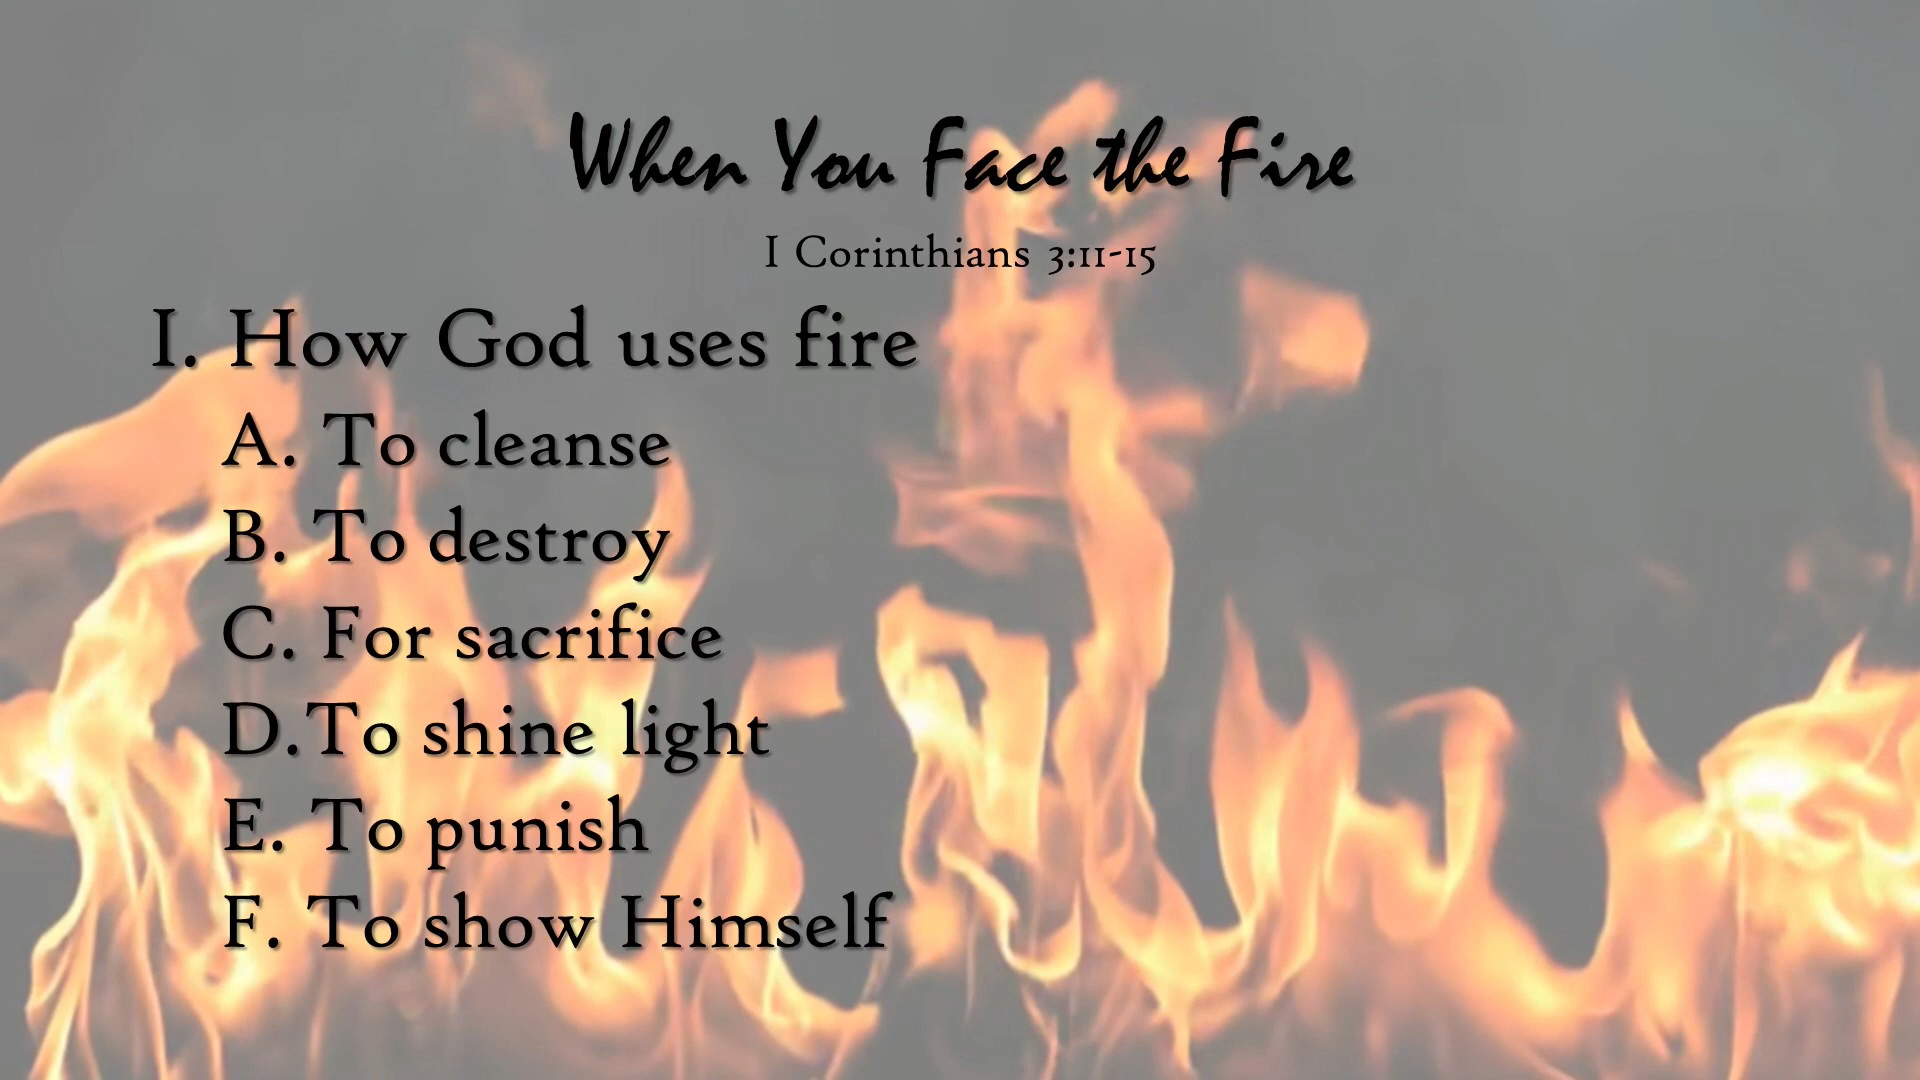 When You Face the Fire
I Corinthians 3:11-15
I. How God uses fire
A. To cleanse
B. To destroy
C. For sacrifice
D.To shine light
E. To punish
F. To show Himself